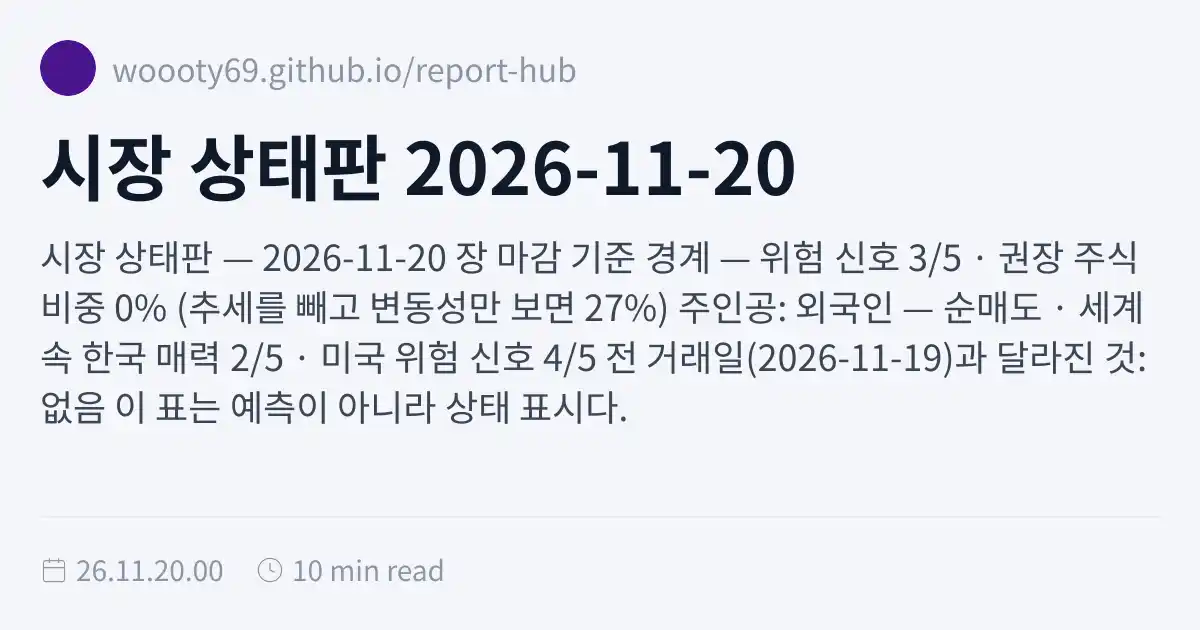 woooty69.github.io/report-hub
시장 상태판 2026-11-20
시장 상태판 — 2026-11-20 장 마감 기준 경계 — 위험 신호 3/5 · 권장 주식
비중 0% (추세를 빼고 변동성만 보면 27%) 주인공: 외국인 — 순매도 · 세계
속 한국 매력 2/5 · 미국 위험 신호 4/5 전 거래일(2026-11-19)과 달라진 것:
없음 이 표는 예측이 아니라 상태 표시다.
26.11.20.00
10 min read